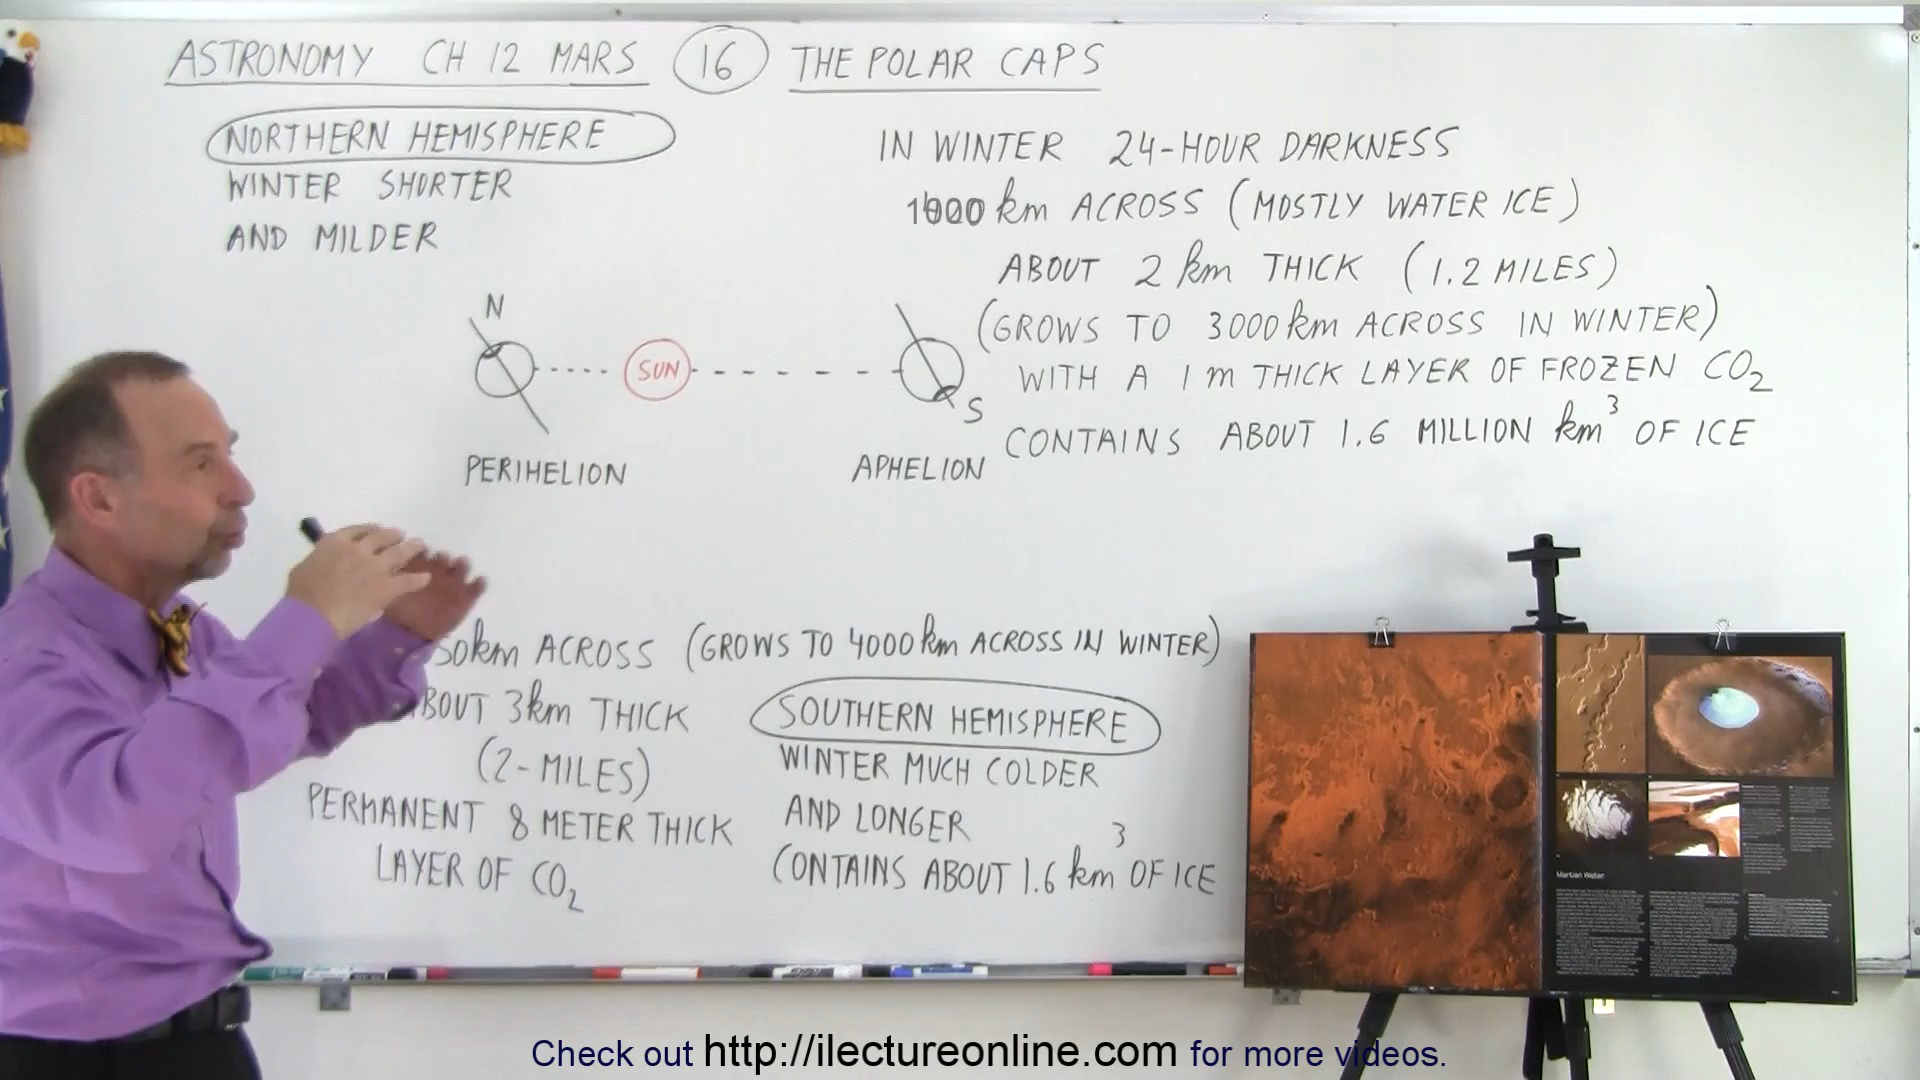 ASTRONOMY CH 12 MARS 16 THE POLAR CAPS
NORTHERN HEMISPHERE
WINTER SHORTER
AND MILDER
IN WINTER 24-HOUR DARKNESS
km ACROSS (MOSTLY WATER ICE)
ABOUT 2 km THICK (1.2 MILES)
(GROWS TO 3000 km ACROSS IN WINTER)
WITH A 1 m THICK LAYER OF FROZEN CO2
CONTAINS ABOUT 1.6 MILLION km3 OF ICE
N
SUN
S
PERIHELION
APHELION
50km ACROSS (GROWS TO 4000 km ACROSS IN WINTER)
BOUT 3km THICK
(2-MILES)
PERMANENT 8 METER THICK
LAYER OF CO2
SOUTHERN HEMISPHERE
WINTER MUCH COLDER
AND LONGER
CONTAINS ABOUT 1.6 km3 OF ICE
Martian Water
Check out http://ilectureonline.com for more videos.